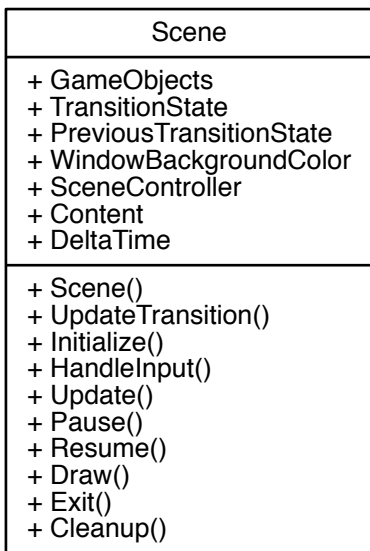 Scene
+ GameObjects
+ TransitionState
+ PreviousTransitionState
+ WindowBackgroundColor
+ SceneController
+ Content
+ DeltaTime
+ Scene()
+ UpdateTransition()
+ Initialize()
+ HandleInput()
+ Update()
+ Pause()
+ Resume()
+ Draw()
+ Exit()
+ Cleanup()